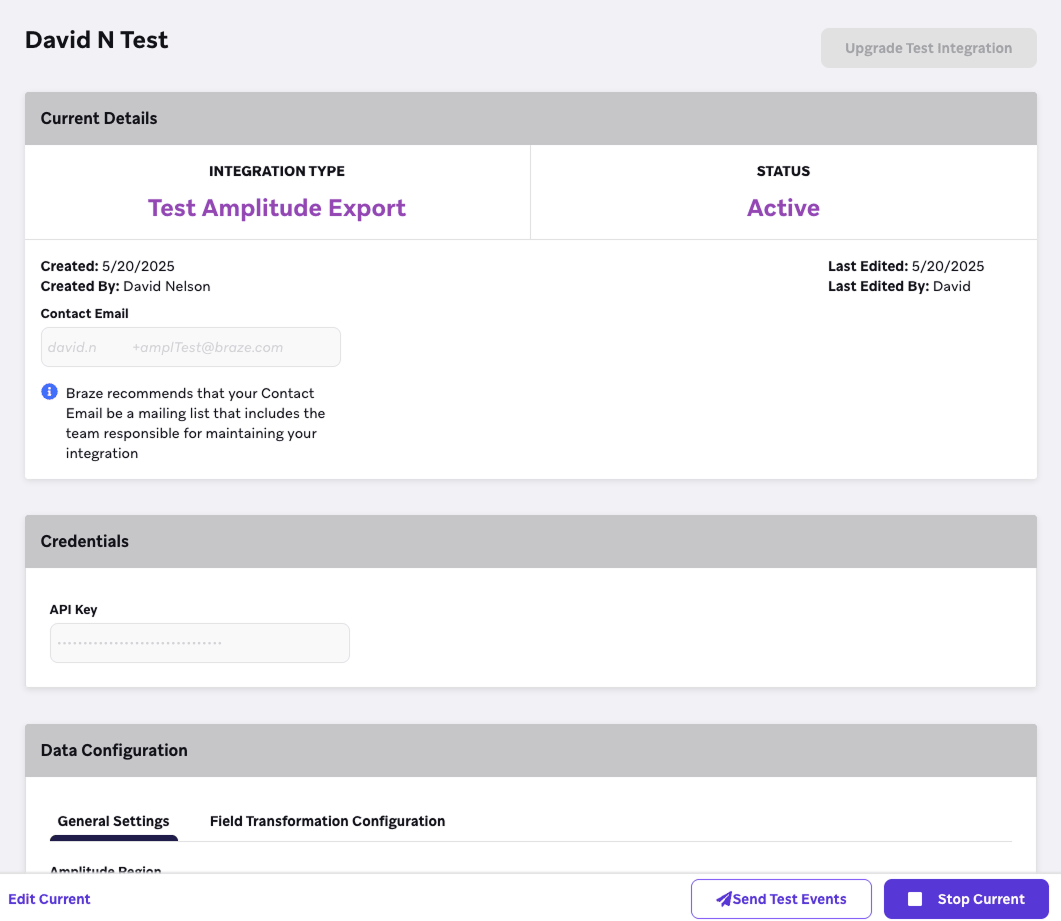 David N Test
Upgrade Test Integration
Current Details
INTEGRATION TYPE
Test Amplitude Export
STATUS
Active
Created: 5/20/2025
Created By: David Nelson
Last Edited: 5/20/2025
Last Edited By: David
Contact Email
david.n +amplTest@braze.com
Braze recommends that your Contact
Email be a mailing list that includes the
team responsible for maintaining your
integration
Credentials
API Key
Data Configuration
General Settings
Field Transformation Configuration
Amplitude Region
Edit Current
Send Test Events
Stop Current